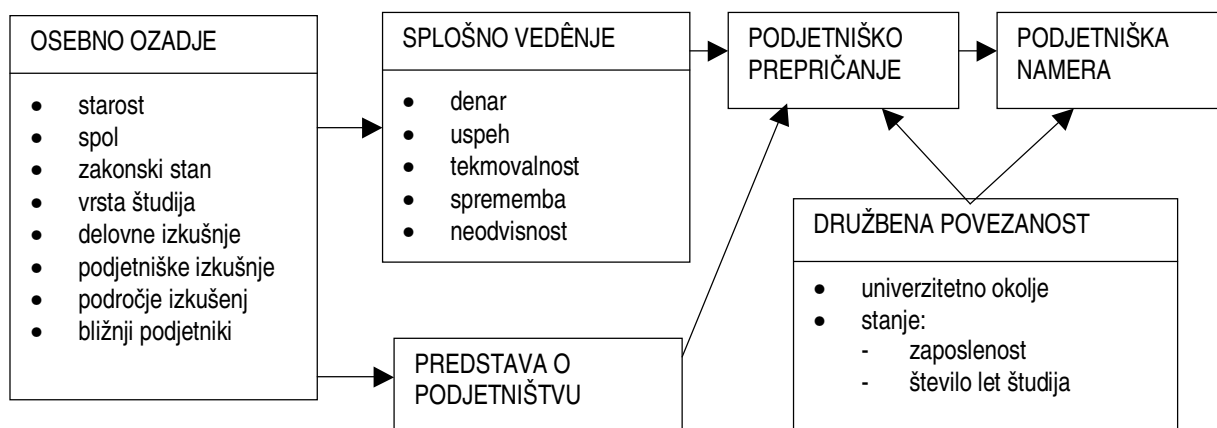 OSEBNO OZADJE
• starost
• spol
• zakonski stan
• vrsta študija
• delovne izkušnje
• podjetniške izkušnje
• področje izkušenj
• bližnji podjetniki
SPLOŠNO VEDÊNJE
• denar
• uspeh
• tekmovalnost
• sprememba
• neodvisnost
PREDSTAVA O
PODJETNIŠTVU
PODJETNIŠKO
PREPRIČANJE
PODJETNIŠKA
NAMERA
DRUŽBENA POVEZANOST
• univerzitetno okolje
• stanje:
- zaposlenost
- število let študija